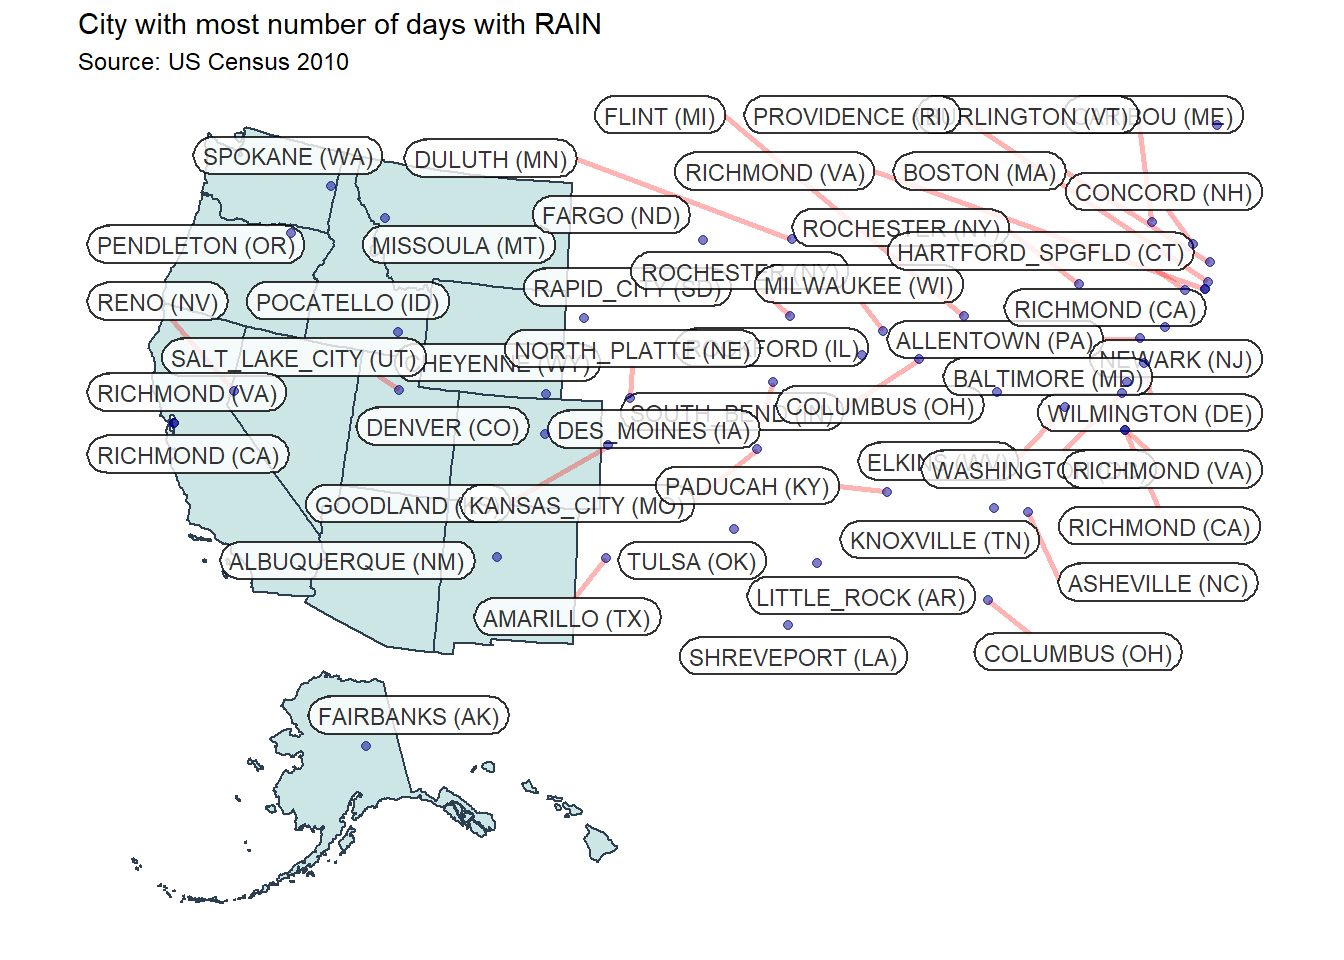 City with most number of days with RAIN
Source: US Census 2010
FLINT (MI)
PROVIDENCE (RI)
RLINGTON (VT)
BOU (ME)
SPOKANE (WA)
DULUTH (MN)
RICHMOND (VA)
BOSTON (MA)
CONCORD (NH)
FARGO (ND)
ROCHESTER (NY)
PENDLETON (OR)
MISSOULA (MT)
HARTFORD_SPGFLD (CT)
ROCHESTER (NY)
RAPID_CITY (SD)
MILWAUKEE (WI)
RENO (NV)
POCATELLO (ID)
RICHMOND (CA)
SALT_LAKE_CITY (UT)
HEYENNE (WY)
NORTH_PLATTE (NE)
ROCKFORD (IL)
ALLENTOWN (PA)
NEWARK (NJ)
RICHMOND (VA)
BALTIMORE (MD)
SOUTH_BEND (IN)
COLUMBUS (OH)
WILMINGTON (DE)
DENVER (CO)
DES_MOINES (IA)
RICHMOND (CA)
ELKINS (WV)
WASHINGTO
RICHMOND (VA)
PADUCAH (KY)
GOODLAND
KANSAS_CITY (MO)
RICHMOND (CA)
KNOXVILLE (TN)
ALBUQUERQUE (NM)
TULSA (OK)
ASHEVILLE (NC)
LITTLE_ROCK (AR)
AMARILLO (TX)
SHREVEPORT (LA)
COLUMBUS (OH)
FAIRBANKS (AK)